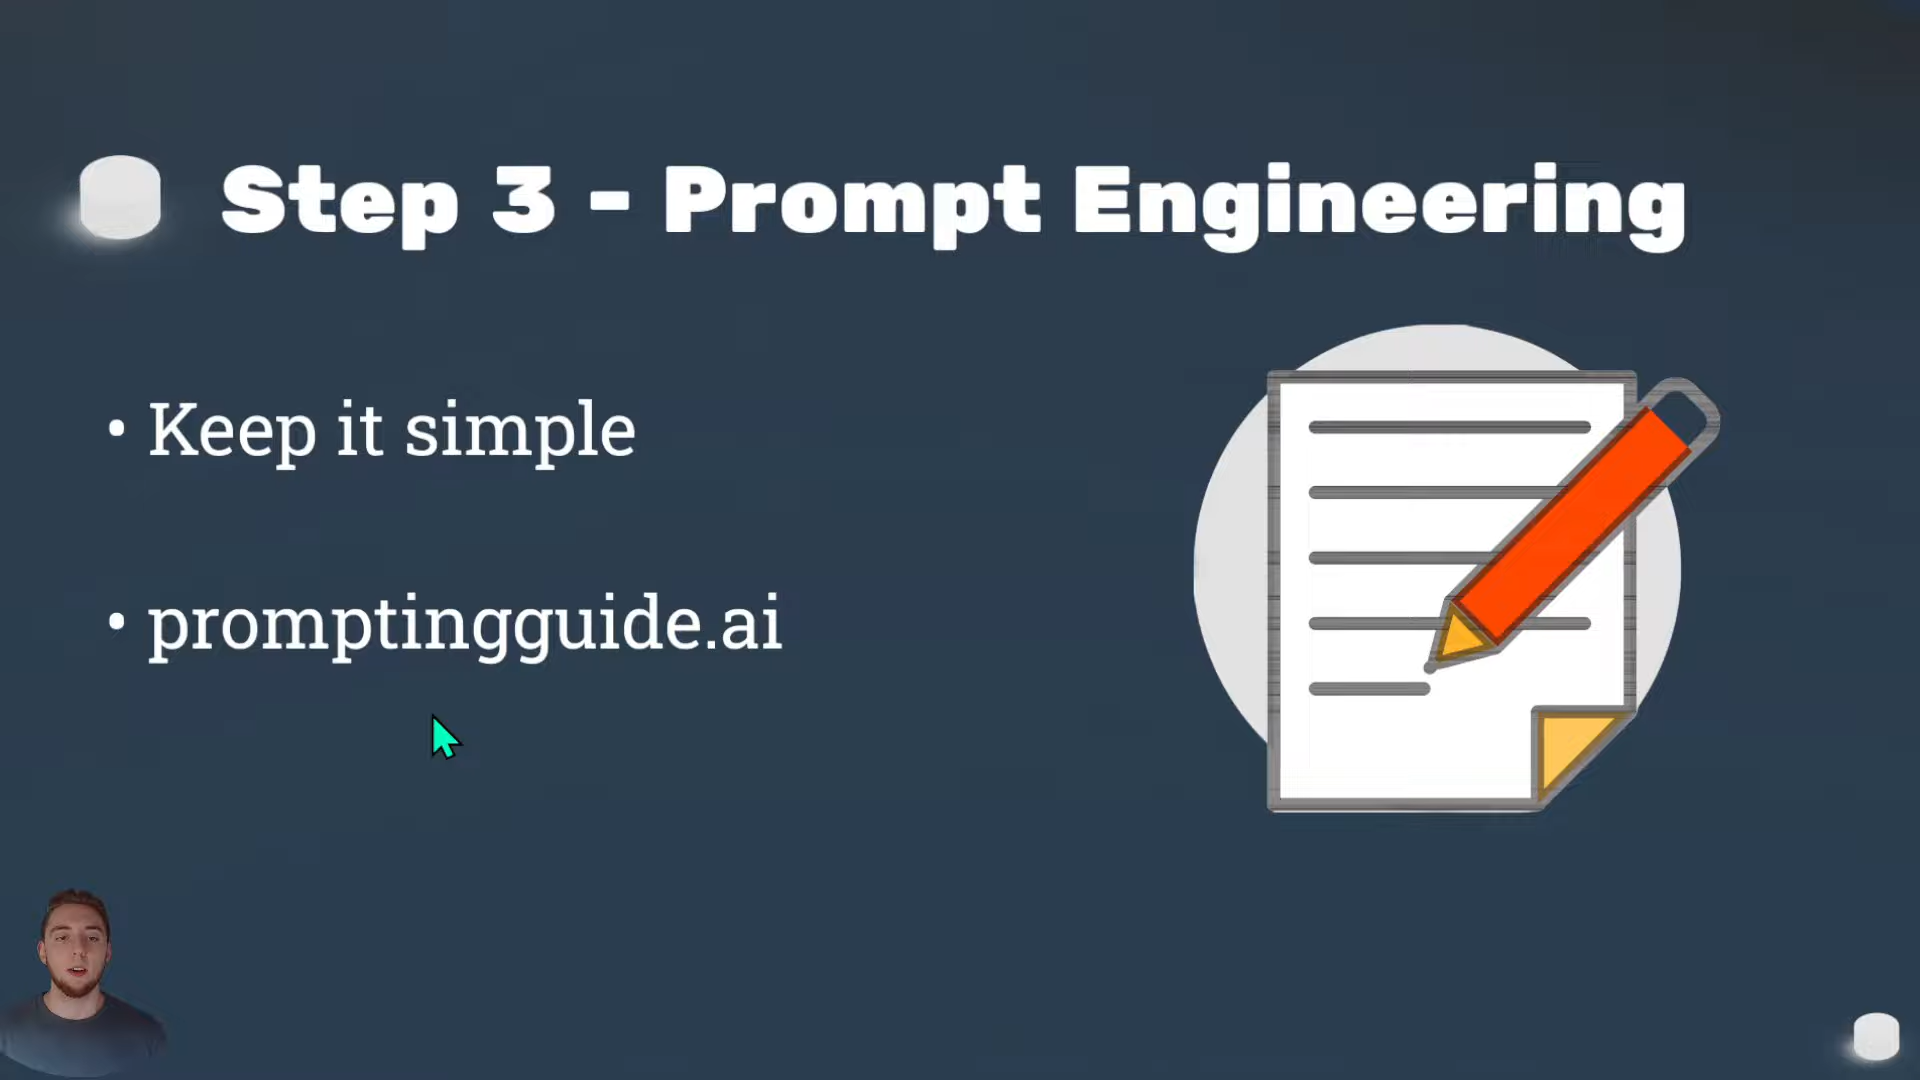 Step 3 - Prompt Engineering
• Keep it simple
• promptingguide.ai